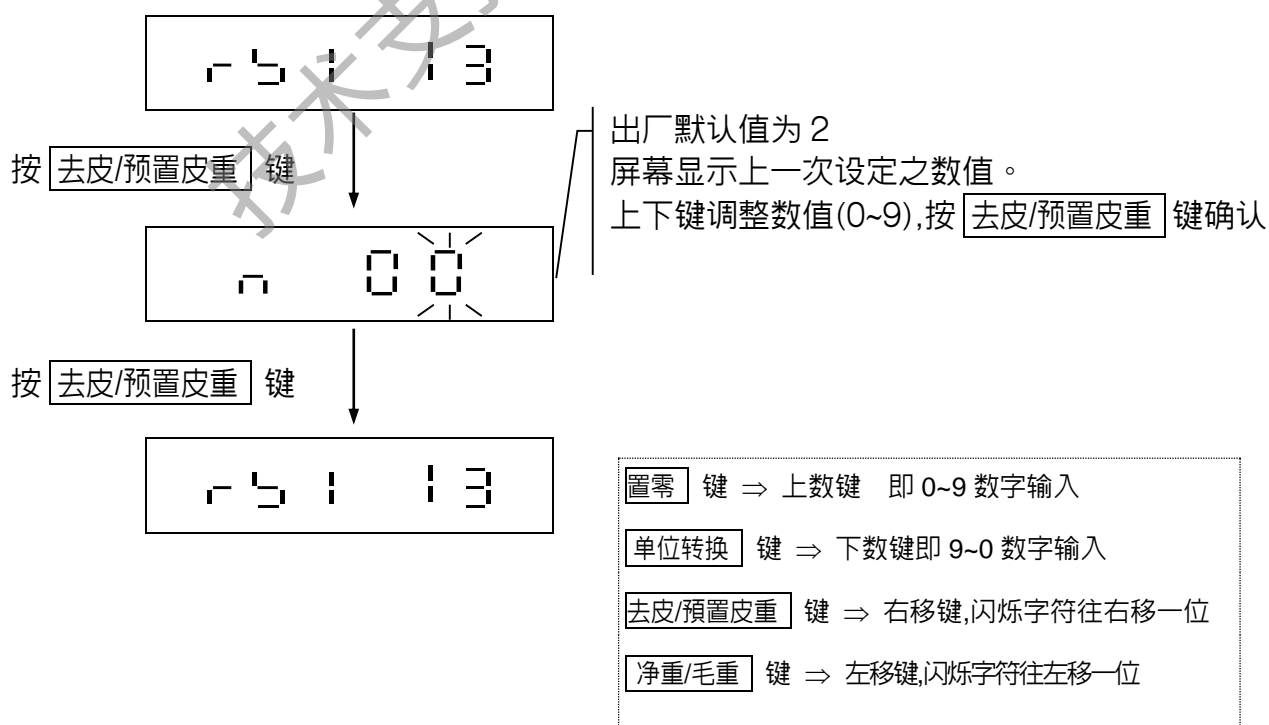 rS1 13
出厂默认值为 2
屏幕显示上一次设定之数值。
上下键调整数值(0~9),按 去皮/预置皮重 键确认
按 去皮/预置皮重 键
n 00
按 去皮/预置皮重 键
rS1 13
置零 键 ⇒ 上数键 即 0~9 数字输入
单位转换 键 ⇒ 下数键即 9~0 数字输入
去皮/預置皮重 键 ⇒ 右移键,闪烁字符往右移一位
净重/毛重 键 ⇒ 左移键,闪烁字符往左移一位
技术支